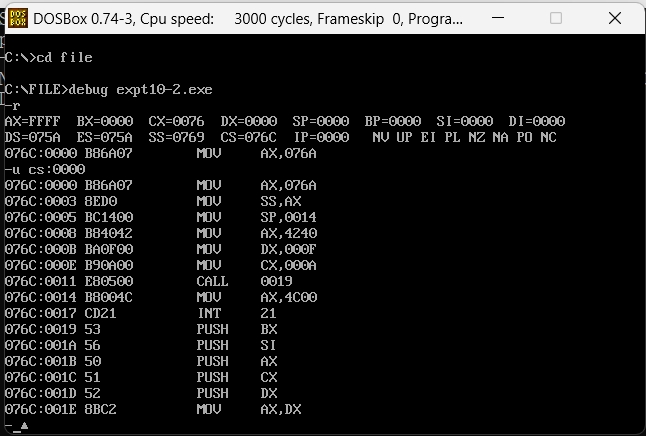 DOSBox 0.74-3, Cpu speed: 3000 cycles, Frameskip 0, Progra...
C:\>cd file
C:\FILE>debug expt10-2.exe
-r
AX=FFFF BX=0000 CX=0076 DX=0000 SP=0000 BP=0000 SI=0000 DI=0000
DS=075A ES=075A SS=0769 CS=076C IP=0000 NV UP EI PL NZ NA PO NC
076C:0000 B86A07 MOV AX,076A
-u cs:0000
076C:0000 B86A07 MOV AX,076A
076C:0003 8ED0 MOV SS,AX
076C:0005 BC1400 MOV SP,0014
076C:0008 B84042 MOV AX,4240
076C:000B BA0F00 MOV DX,000F
076C:000E B90A00 MOV CX,000A
076C:0011 E80500 CALL 0019
076C:0014 B8004C MOV AX,4C00
076C:0017 CD21 INT 21
076C:0019 53 PUSH BX
076C:001A 56 PUSH SI
076C:001B 50 PUSH AX
076C:001C 51 PUSH CX
076C:001D 52 PUSH DX
076C:001E 8BC2 MOV AX,DX
-_